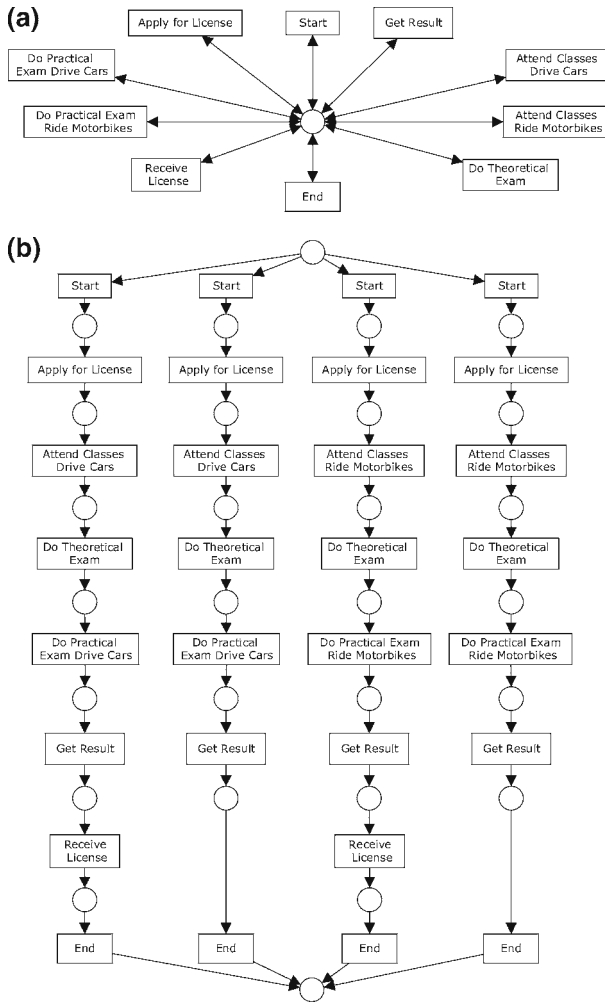 (a)
Apply for License
Start
Get Result
Do Practical
Exam Drive Cars
Attend Classes
Drive Cars
Do Practical Exam
Ride Motorbikes
Attend Classes
Ride Motorbikes
Receive
License
End
Do Theoretical
Exam
(b)
Start
Start
Start
Start
Apply for License
Apply for License
Apply for License
Apply for License
Attend Classes
Drive Cars
Attend Classes
Drive Cars
Attend Classes
Ride Motorbikes
Attend Classes
Ride Motorbikes
Do Theoretical
Exam
Do Theoretical
Exam
Do Theoretical
Exam
Do Theoretical
Exam
Do Practical
Exam Drive Cars
Do Practical
Exam Drive Cars
Do Practical Exam
Ride Motorbikes
Do Practical Exam
Ride Motorbikes
Get Result
Get Result
Get Result
Get Result
Receive
License
Receive
License
End
End
End
End